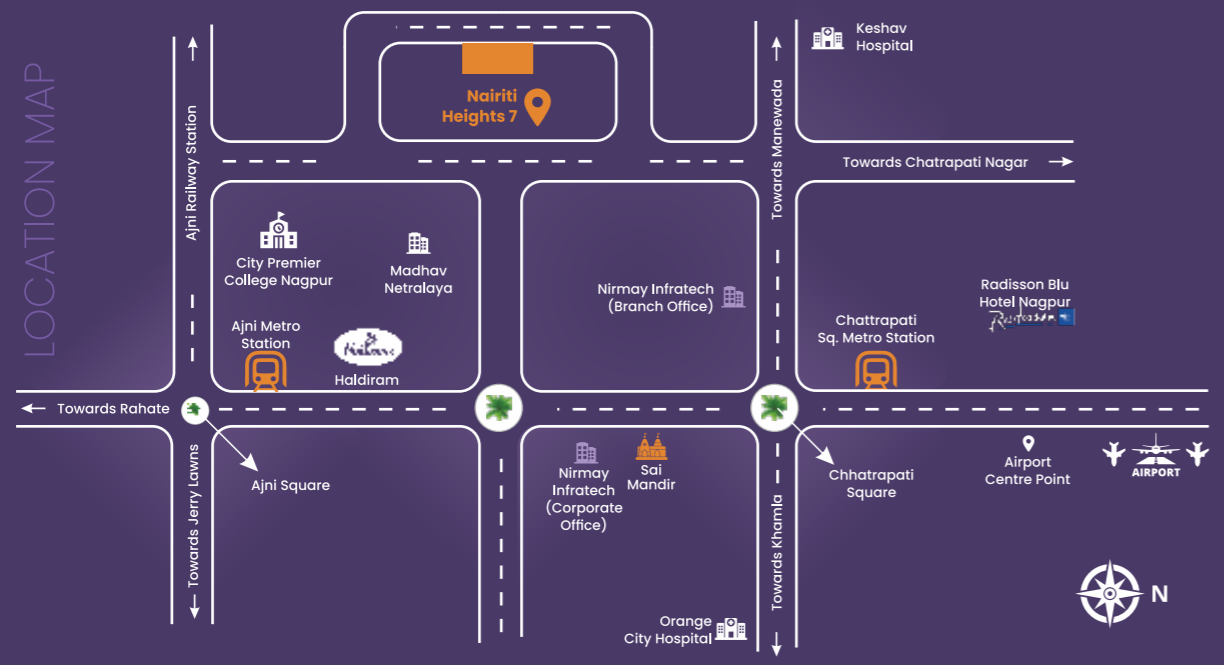 LOCATION MAP
Ajni Railway Station
Nairiti
Heights 7
Towards Manewada
Keshav
Hospital
Towards Chatrapati Nagar
City Premier
College Nagpur
Madhav
Netralaya
Nirmay Infratech
(Branch Office)
Radisson Blu
Hotel Nagpur
Chattrapati
Sq. Metro Station
Ajni Metro
Station
Haldiram
Towards Rahate
Ajni Square
Towards Jerry Lawns
Nirmay
Infratech
(Corporate
Office)
Sai
Mandir
Chhatrapati
Square
Airport
Centre Point
AIRPORT
Towards Khamla
Orange
City Hospital
N